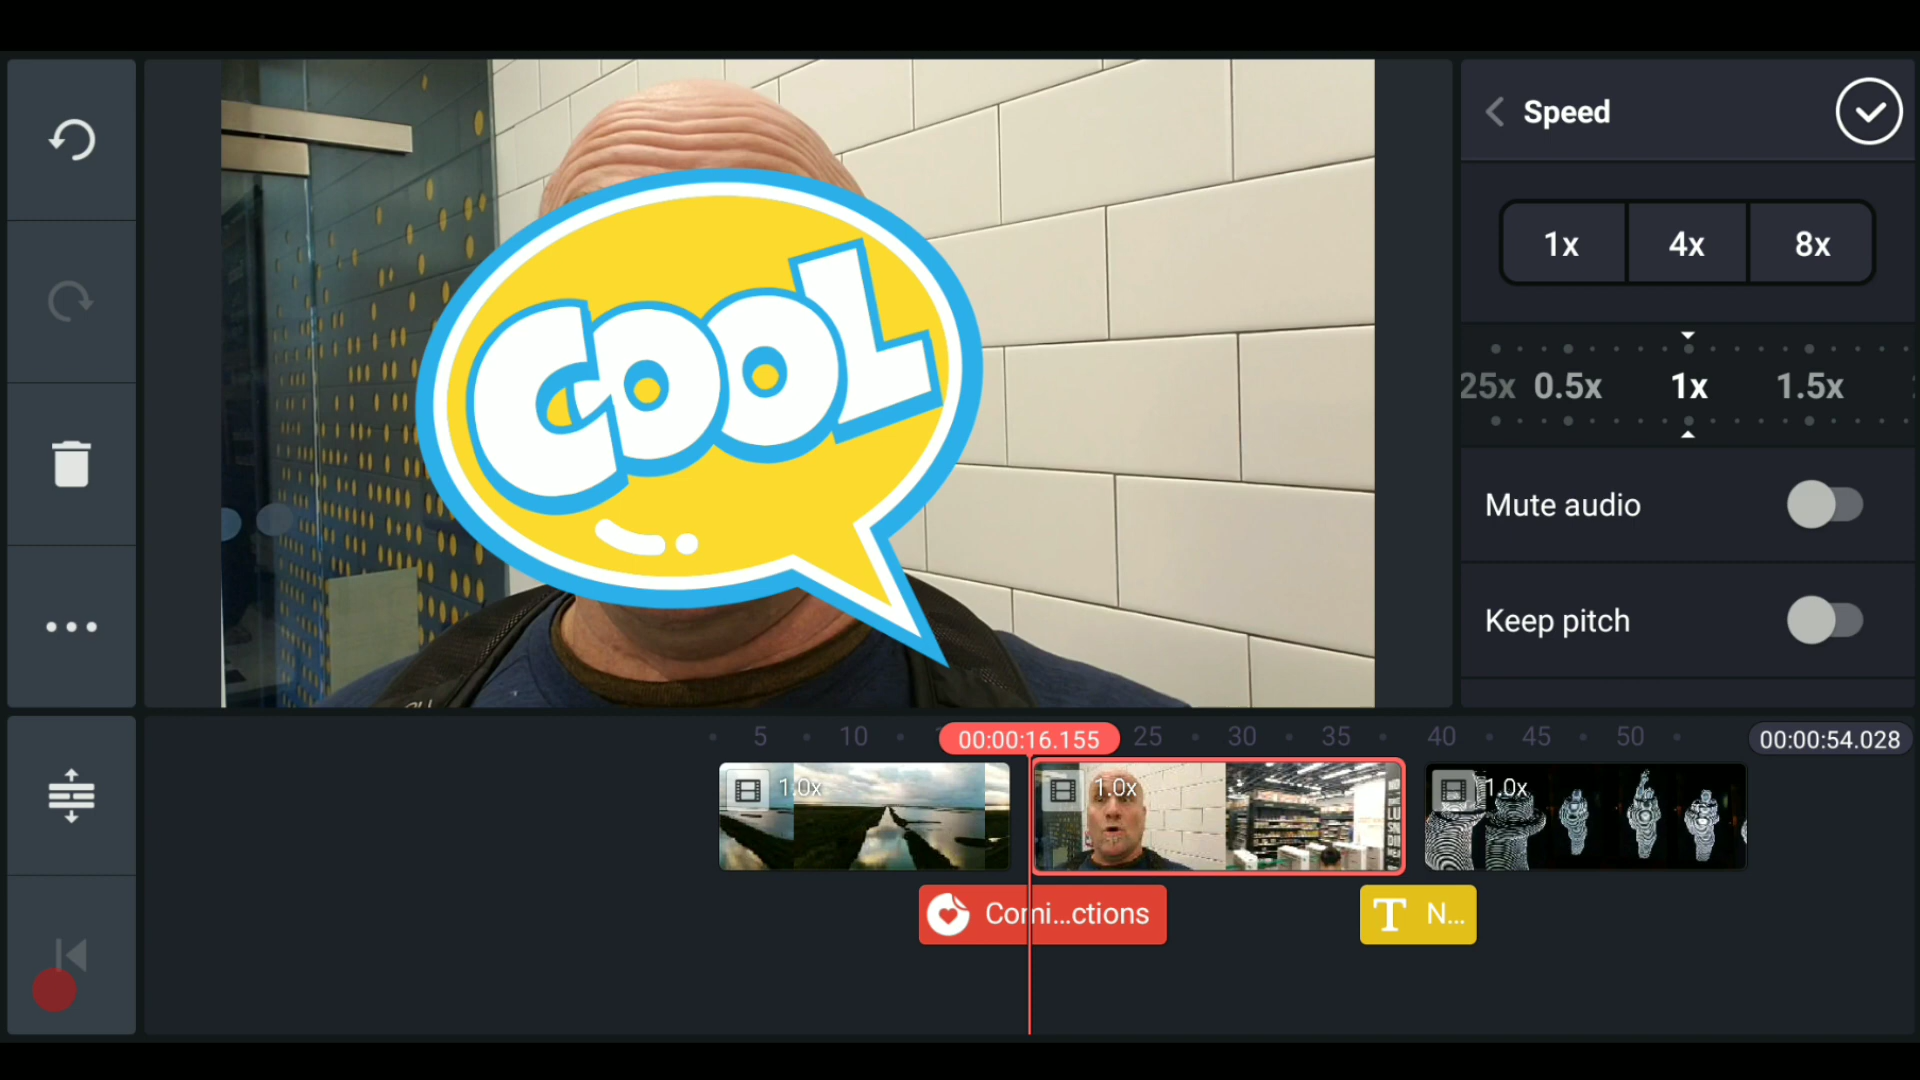 Speed
COOL
1x 4x 8x
25x 0.5x 1x 1.5x
Mute audio
Keep pitch
5 10 00:00:16.155 25 30 35 40 45 50 00:00:54.028
1.0x 1.0x 1.0x
Comi...ctions N...